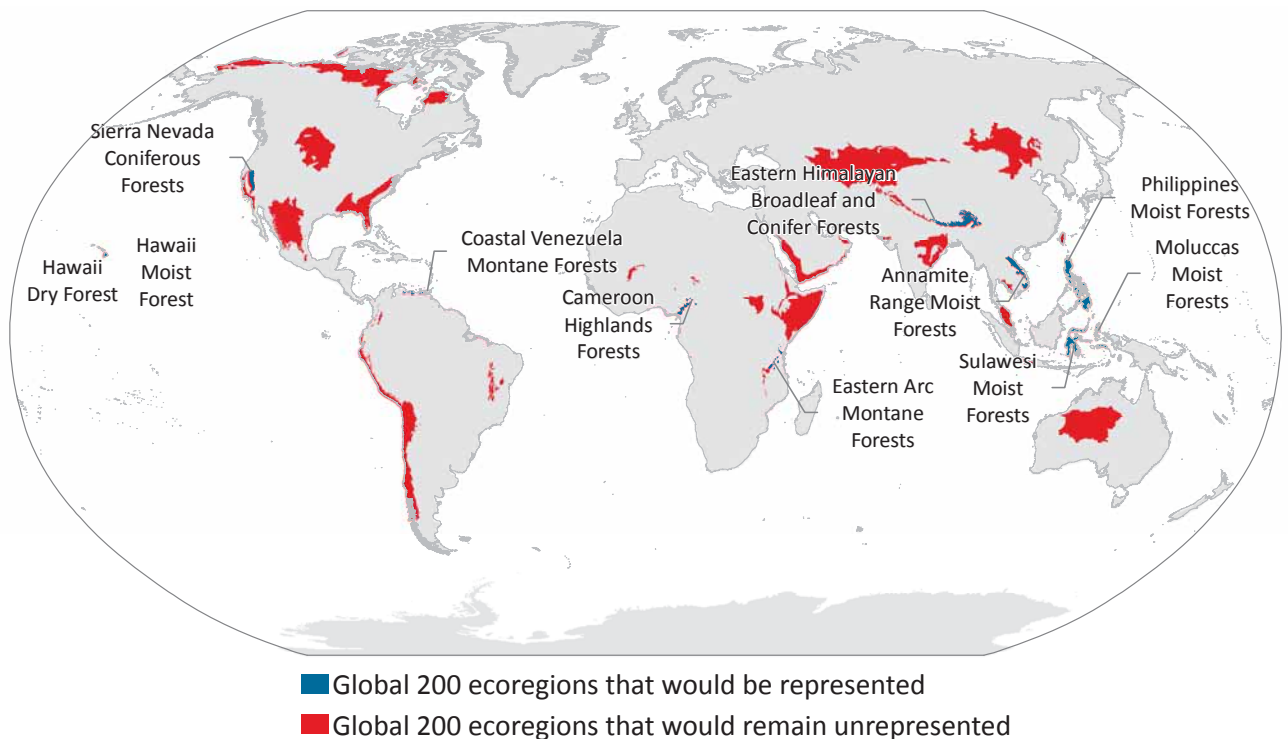 Sierra Nevada
Coniferous
Forests
Hawaii
Dry Forest
Hawaii
Moist
Forest
Coastal Venezuela
Montane Forests
Cameroon
Highlands
Forests
Eastern Himalayan
Broadleaf and
Conifer Forests
Eastern Arc
Montane
Forests
Annamite
Range Moist
Forests
Philippines
Moist Forests
Moluccas
Moist
Forests
Sulawesi
Moist
Forests
Global 200 ecoregions that would be represented
Global 200 ecoregions that would remain unrepresented